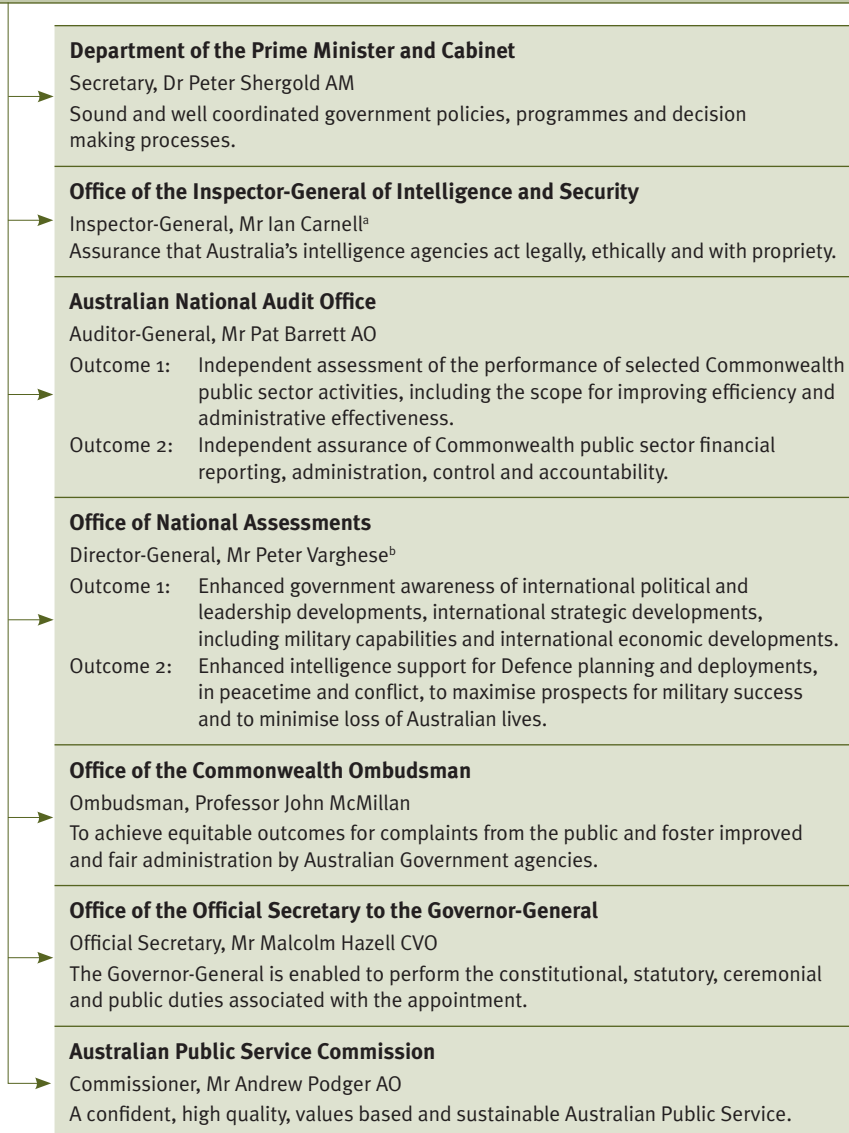 Department of the Prime Minister and Cabinet
Secretary, Dr Peter Shergold AM
Sound and well coordinated government policies, programmes and decision
making processes.
Office of the Inspector-General of Intelligence and Security
Inspector-General, Mr Ian Carnellᵃ
Assurance that Australia's intelligence agencies act legally, ethically and with propriety.
Australian National Audit Office
Auditor-General, Mr Pat Barrett AO
Outcome 1: Independent assessment of the performance of selected Commonwealth
public sector activities, including the scope for improving efficiency and
administrative effectiveness.
Outcome 2: Independent assurance of Commonwealth public sector financial
reporting, administration, control and accountability.
Office of National Assessments
Director-General, Mr Peter Vargheseᵇ
Outcome 1: Enhanced government awareness of international political and
leadership developments, international strategic developments,
including military capabilities and international economic developments.
Outcome 2: Enhanced intelligence support for Defence planning and deployments,
in peacetime and conflict, to maximise prospects for military success
and to minimise loss of Australian lives.
Office of the Commonwealth Ombudsman
Ombudsman, Professor John McMillan
To achieve equitable outcomes for complaints from the public and foster improved
and fair administration by Australian Government agencies.
Office of the Official Secretary to the Governor-General
Official Secretary, Mr Malcolm Hazell CVO
The Governor-General is enabled to perform the constitutional, statutory, ceremonial
and public duties associated with the appointment.
Australian Public Service Commission
Commissioner, Mr Andrew Podger AO
A confident, high quality, values based and sustainable Australian Public Service.